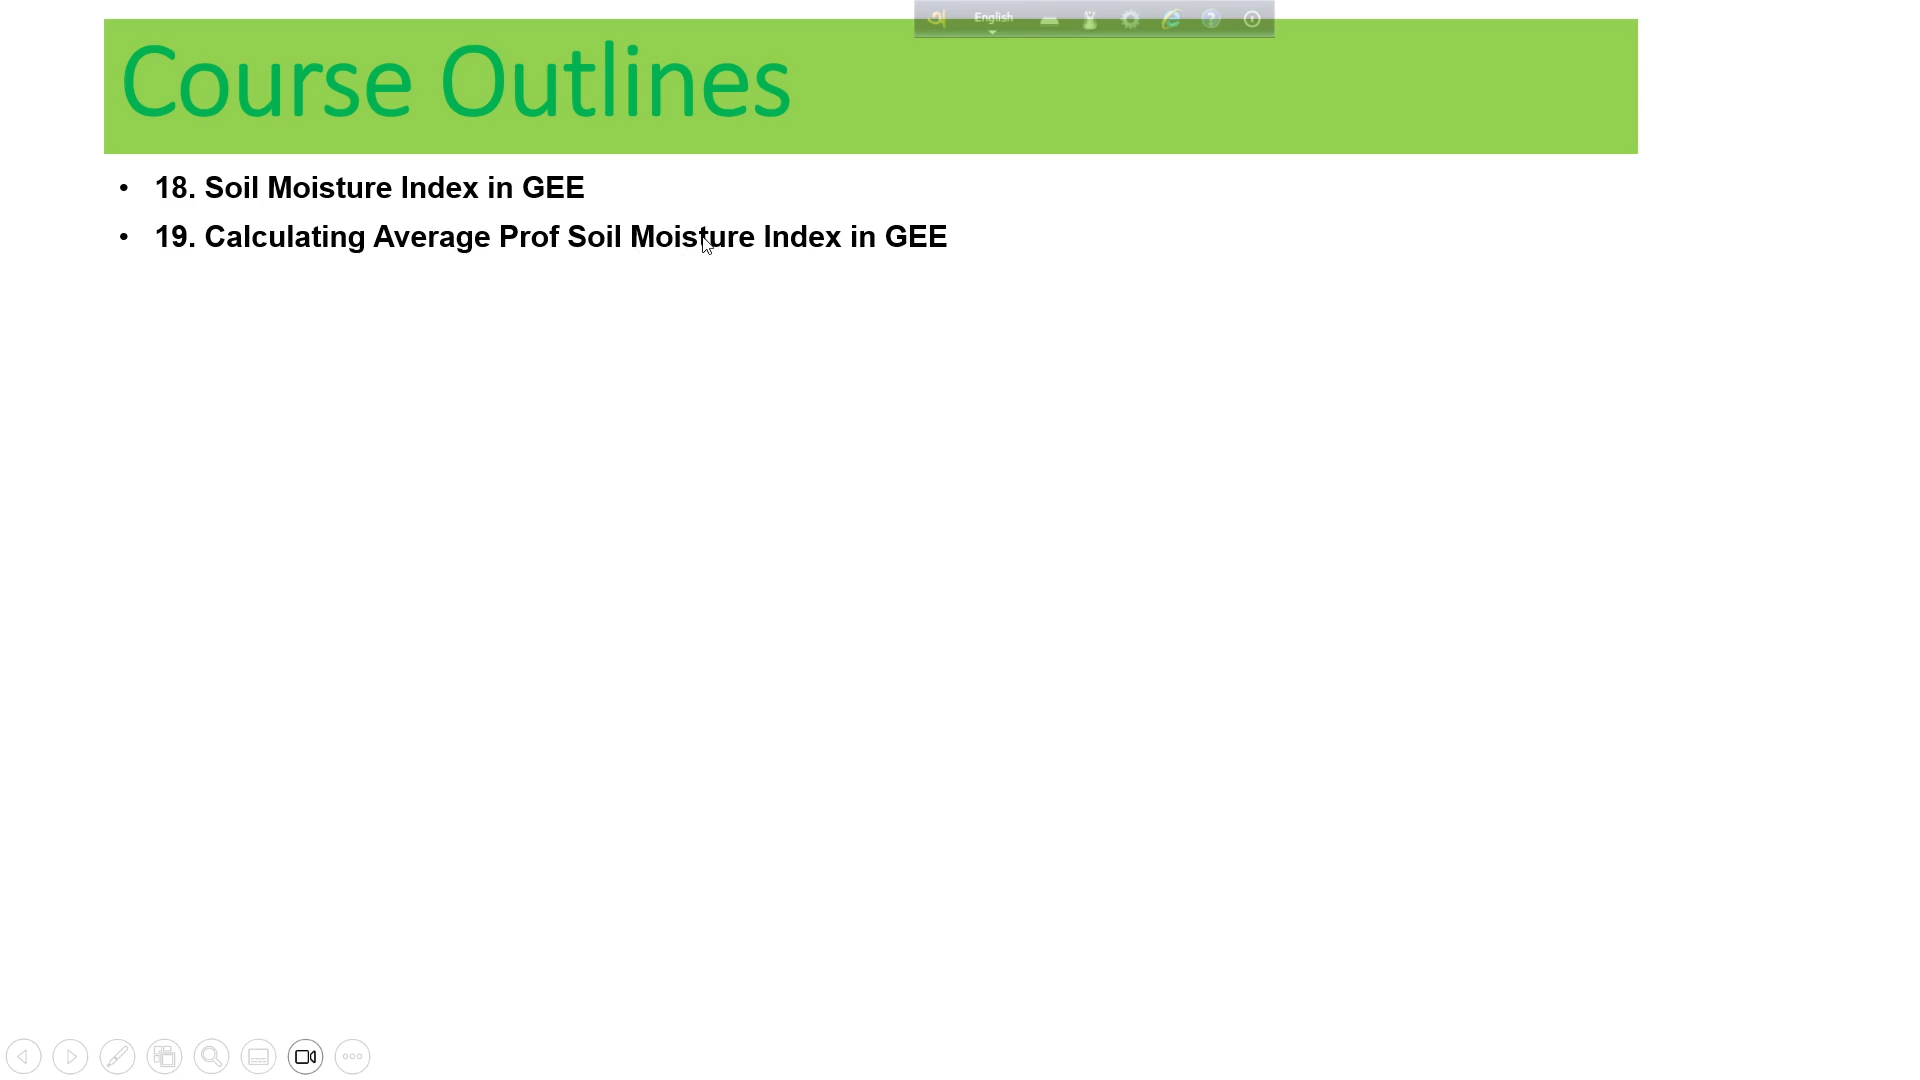 অ English
Course Outlines
• 18. Soil Moisture Index in GEE
• 19. Calculating Average Prof Soil Moisture Index in GEE